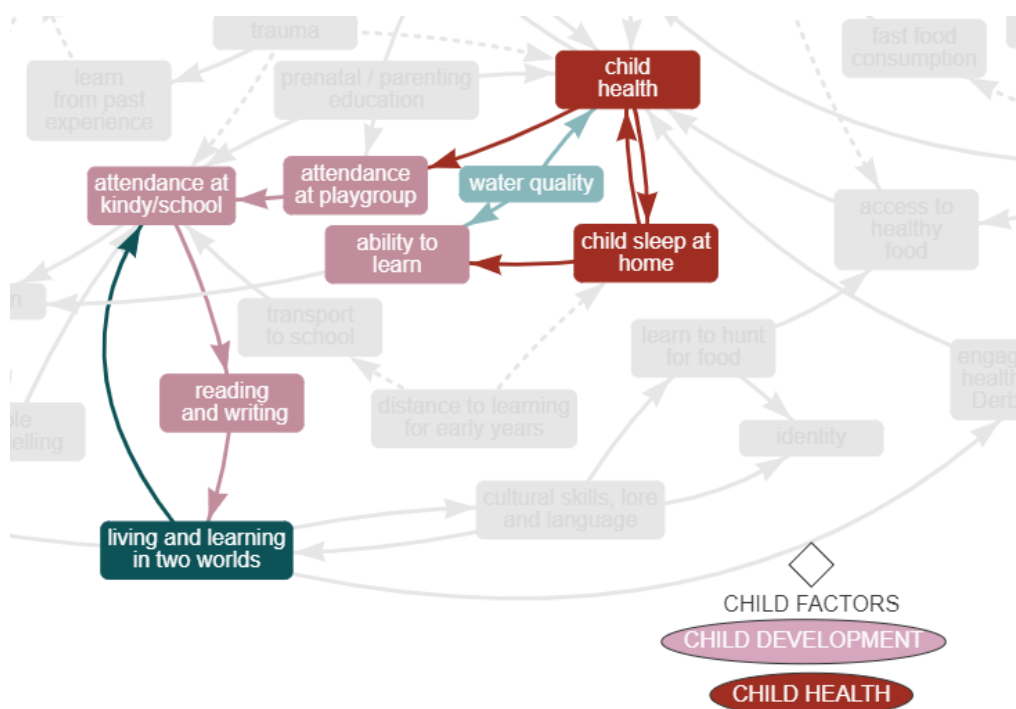 trauma
learn
from past
experience
prenatal / parenting
education
child
health
fast food
consumption
attendance at
kindy/school
attendance
at playgroup
water quality
ability to
learn
child sleep at
home
access to
healthy
food
transport
to school
learn to hunt
for food
reading
and writing
distance to learning
for early years
identity
cultural skills, lore
and language
living and learning
in two worlds
CHILD FACTORS
CHILD DEVELOPMENT
CHILD HEALTH